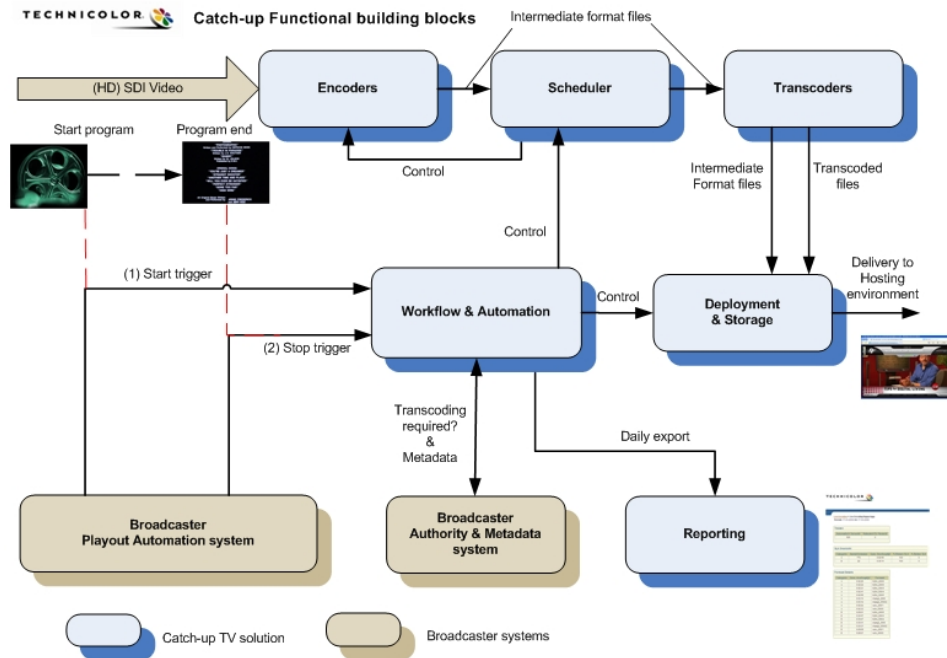 TECHNICOLOR
Catch-up Functional building blocks
Intermediate format files
(HD) SDI Video
Encoders
Scheduler
Transcoders
Start program
Program end
Control
Intermediate
Format files
Transcoded
files
Control
(1) Start trigger
Workflow & Automation
Control
Deployment
& Storage
Delivery to
Hosting
environment
(2) Stop trigger
Transcoding
required?
&
Metadata
Daily export
Broadcaster
Playout Automation system
Broadcaster
Authority & Metadata
system
Reporting
TECHNICOLOR
Catch-up TV solution
Broadcaster systems